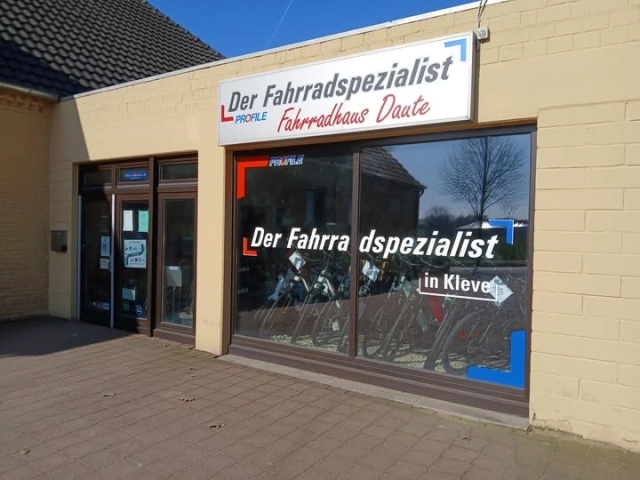 Der Fahrradspezialist
PROFILE
Fahrradhaus Daute
PROFILE
Der Fahrradspezialist
in Kleve